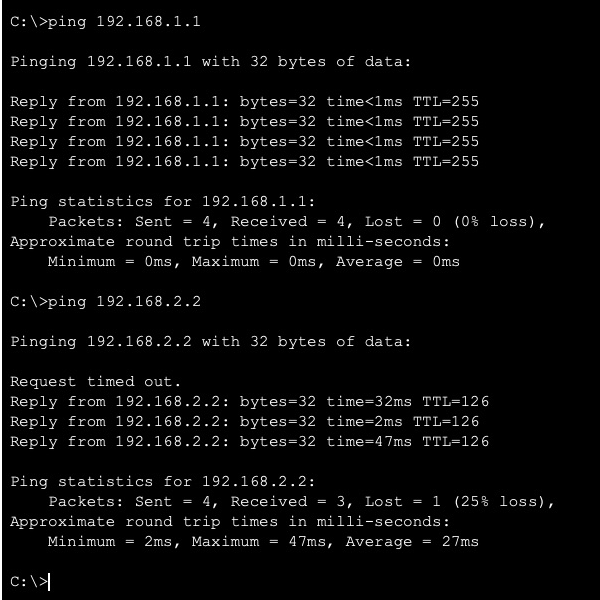 C:\>ping 192.168.1.1
Pinging 192.168.1.1 with 32 bytes of data:
Reply from 192.168.1.1: bytes=32 time<1ms TTL=255
Reply from 192.168.1.1: bytes=32 time<1ms TTL=255
Reply from 192.168.1.1: bytes=32 time<1ms TTL=255
Reply from 192.168.1.1: bytes=32 time<1ms TTL=255
Ping statistics for 192.168.1.1:
    Packets: Sent = 4, Received = 4, Lost = 0 (0% loss),
Approximate round trip times in milli-seconds:
    Minimum = 0ms, Maximum = 0ms, Average = 0ms
C:\>ping 192.168.2.2
Pinging 192.168.2.2 with 32 bytes of data:
Request timed out.
Reply from 192.168.2.2: bytes=32 time=32ms TTL=126
Reply from 192.168.2.2: bytes=32 time=2ms TTL=126
Reply from 192.168.2.2: bytes=32 time=47ms TTL=126
Ping statistics for 192.168.2.2:
    Packets: Sent = 4, Received = 3, Lost = 1 (25% loss),
Approximate round trip times in milli-seconds:
    Minimum = 2ms, Maximum = 47ms, Average = 27ms
C:\>